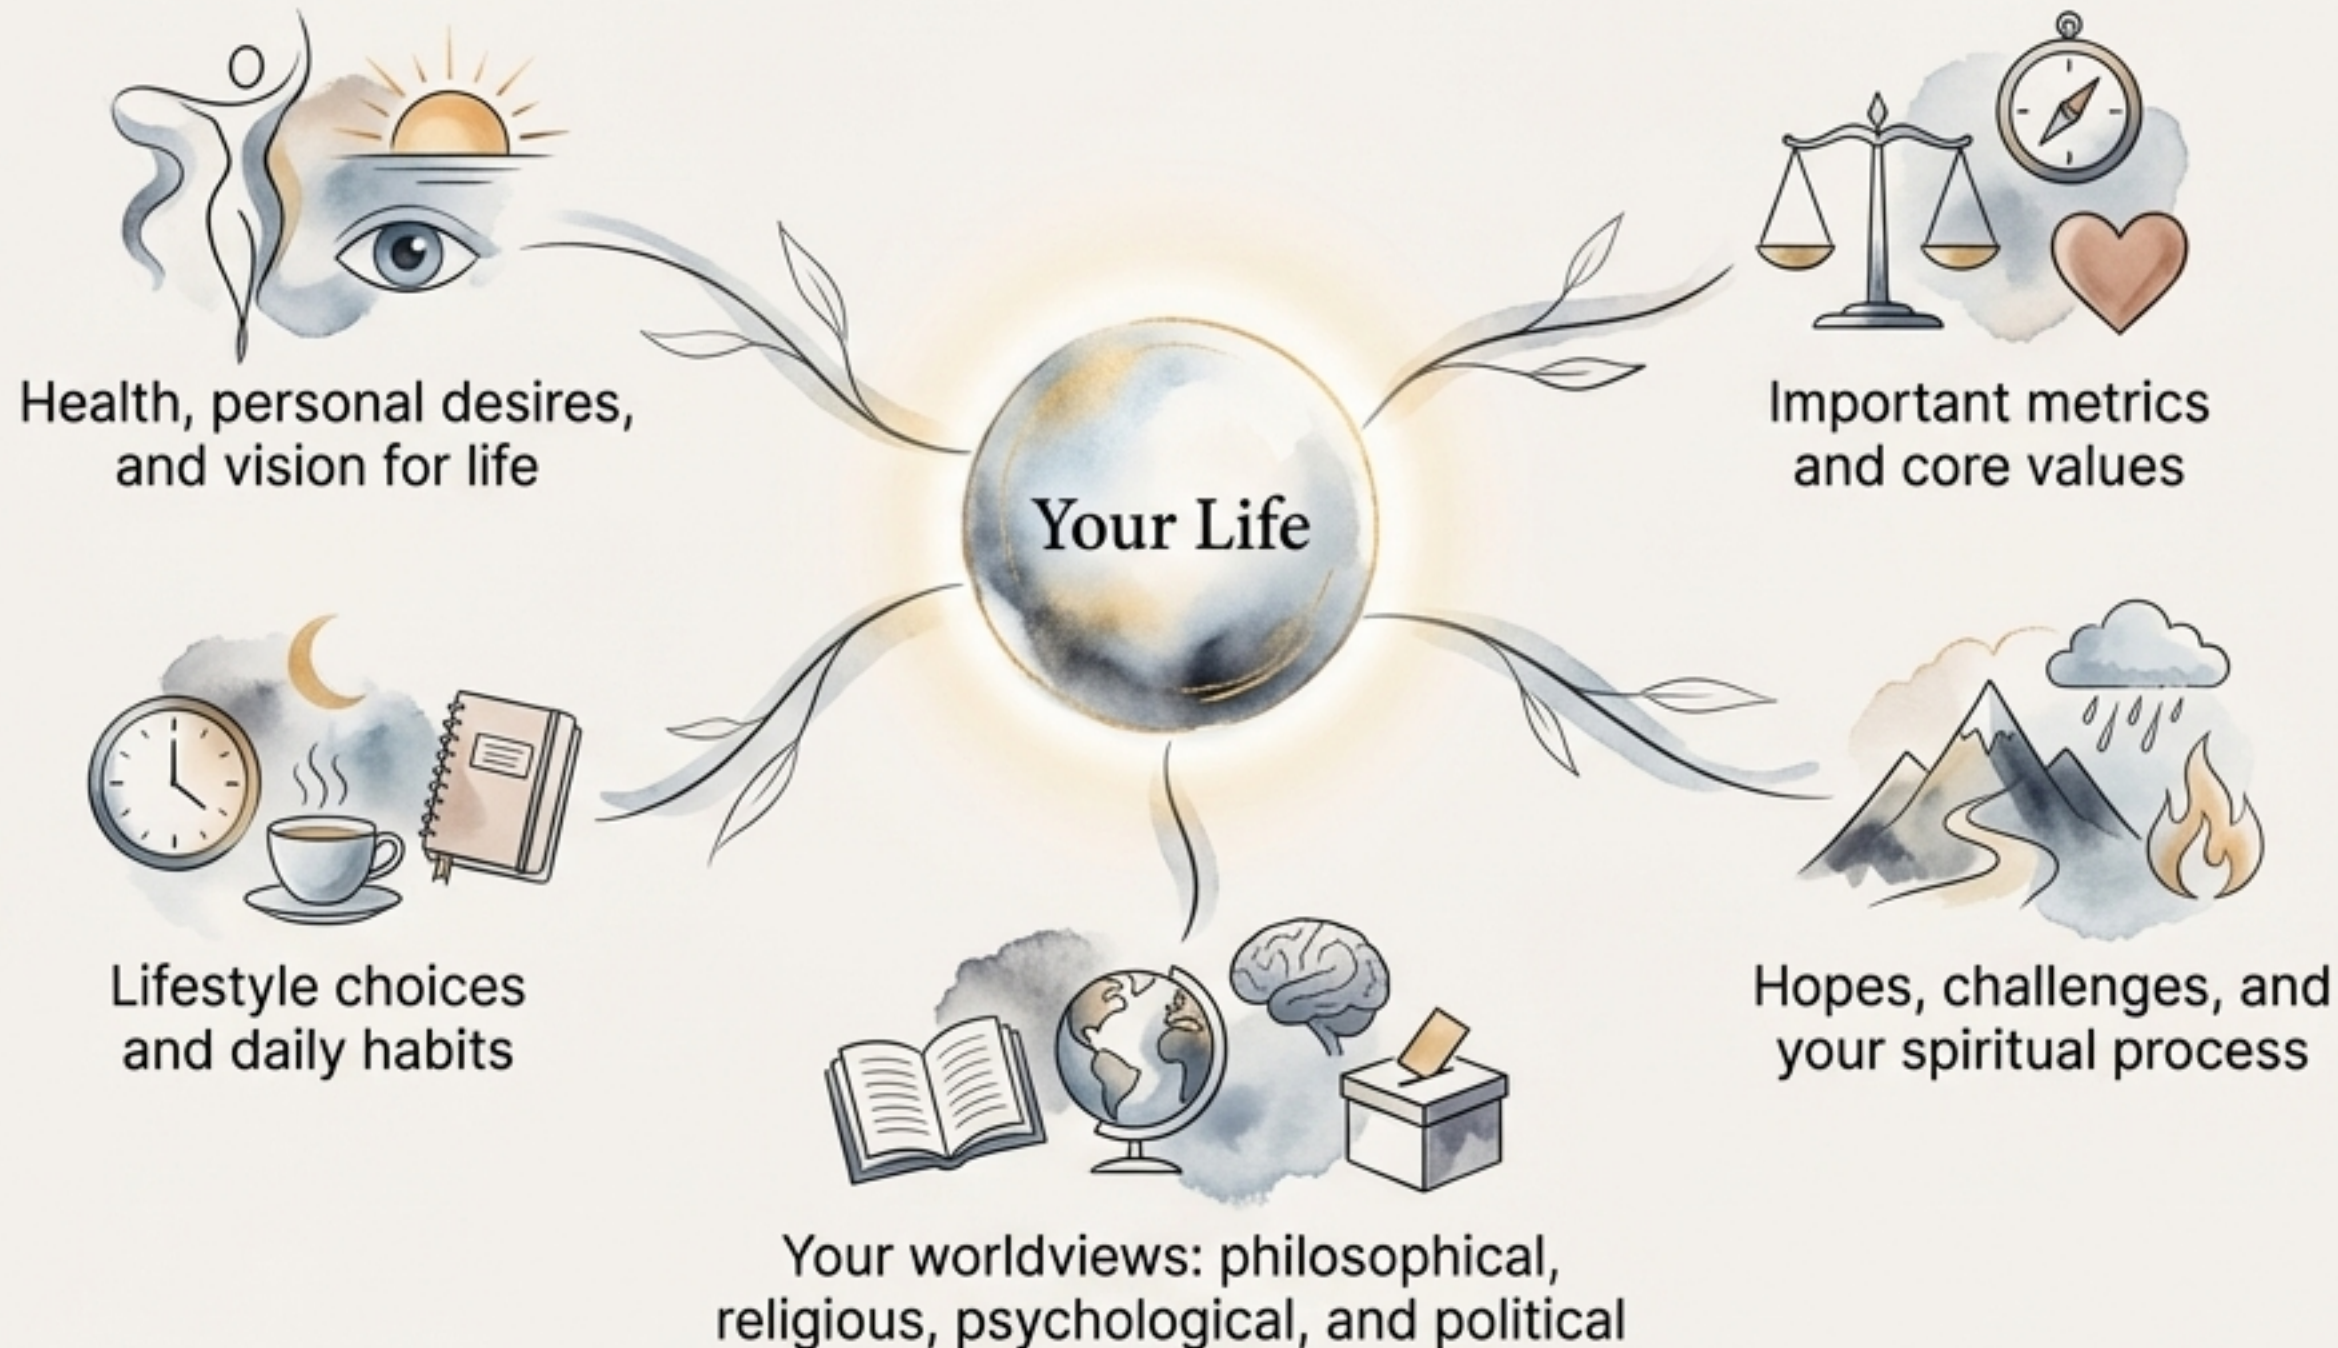 Health, personal desires,
and vision for life
Important metrics
and core values
Your Life
Lifestyle choices
and daily habits
Hopes, challenges, and
your spiritual process
Your worldviews: philosophical,
religious, psychological, and political